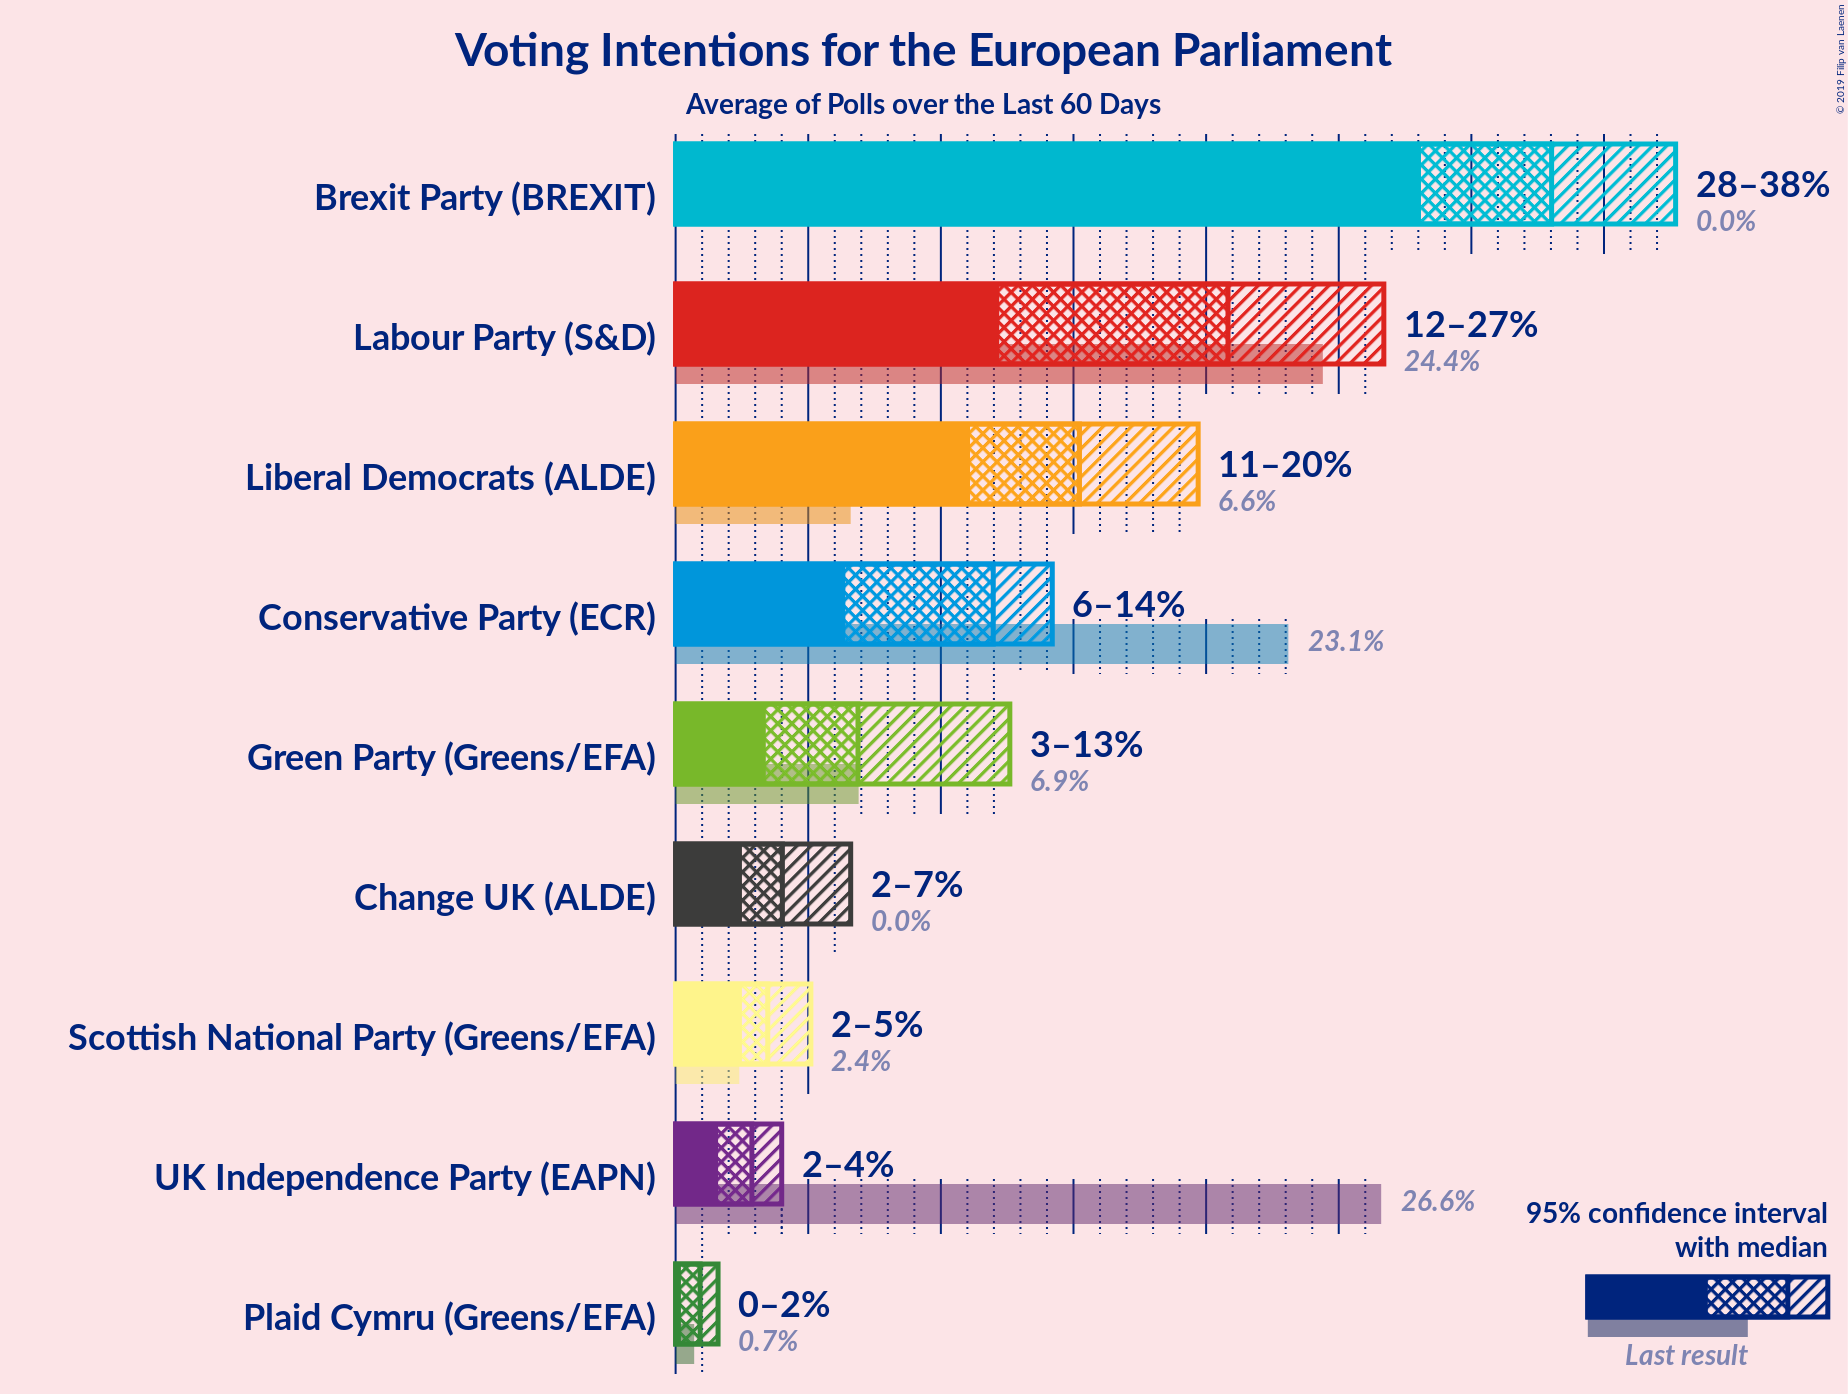 Voting Intentions for the European Parliament
Average of Polls over the Last 60 Days
© 2019 Filip van Laenen
Brexit Party (BREXIT)
28–38%
0.0%
Labour Party (S&D)
12–27%
24.4%
Liberal Democrats (ALDE)
11–20%
6.6%
Conservative Party (ECR)
6–14%
23.1%
Green Party (Greens/EFA)
3–13%
6.9%
Change UK (ALDE)
2–7%
0.0%
Scottish National Party (Greens/EFA)
2–5%
2.4%
UK Independence Party (EAPN)
2–4%
26.6%
Plaid Cymru (Greens/EFA)
0–2%
0.7%
95% confidence interval
with median
Last result